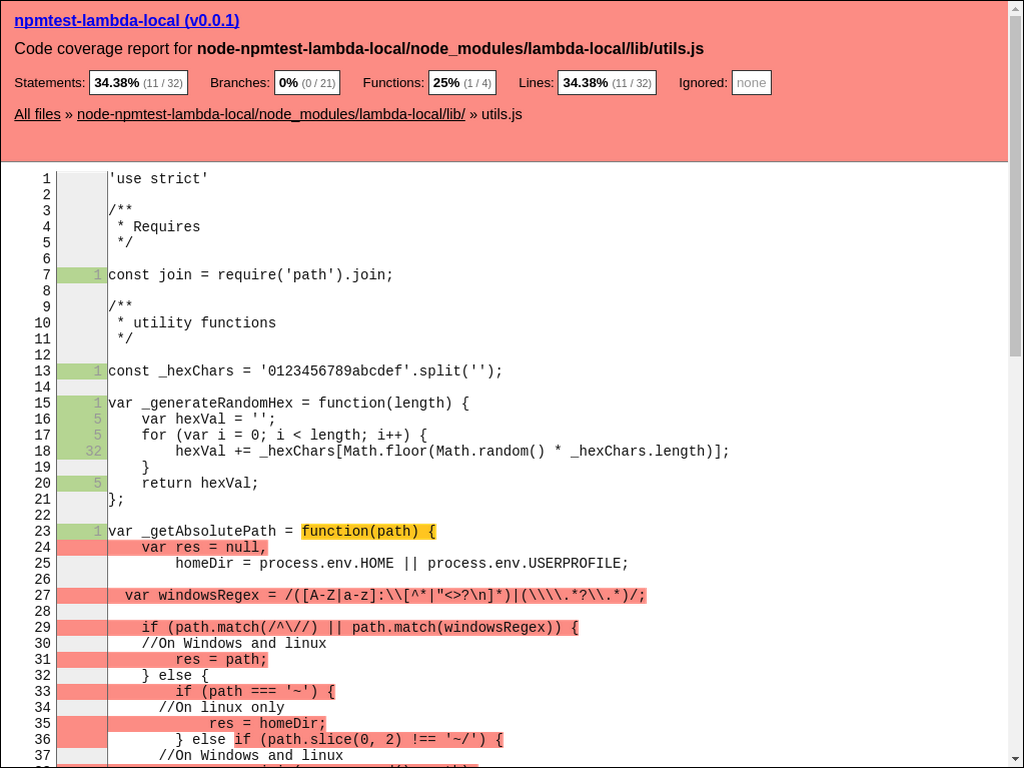 npmtest-lambda-local (v0.0.1)
Code coverage report for node-npmtest-lambda-local/node_modules/lambda-local/lib/utils.js
Statements: 34.38% (11 / 32) Branches: 0% (0 / 21) Functions: 25% (1 / 4) Lines: 34.38% (11 / 32) Ignored: none
All files » node-npmtest-lambda-local/node_modules/lambda-local/lib/ » utils.js
1 'use strict'
2
3 /**
4  * Requires
5  */
6
7 1 const join = require('path').join;
8
9 /**
10  * utility functions
11  */
12
13 1 const _hexChars = '0123456789abcdef'.split('');
14
15 1 var _generateRandomHex = function(length) {
16 5     var hexVal = '';
17 5     for (var i = 0; i < length; i++) {
18 32         hexVal += _hexChars[Math.floor(Math.random() * _hexChars.length)];
19     }
20 5     return hexVal;
21 };
22
23 1 var _getAbsolutePath = function(path) {
24     var res = null,
25         homeDir = process.env.HOME || process.env.USERPROFILE;
26
27   var windowsRegex = /([A-Z|a-z]:\\[^*|"<>?\n]*)|(\\\\.*?\\.*)/;
28
29     if (path.match(/^\//) || path.match(windowsRegex)) {
30     //On Windows and linux
31         res = path;
32     } else {
33         if (path === '~') {
34       //On linux only
35             res = homeDir;
36         } else if (path.slice(0, 2) !== '~/') {
37       //On Windows and linux